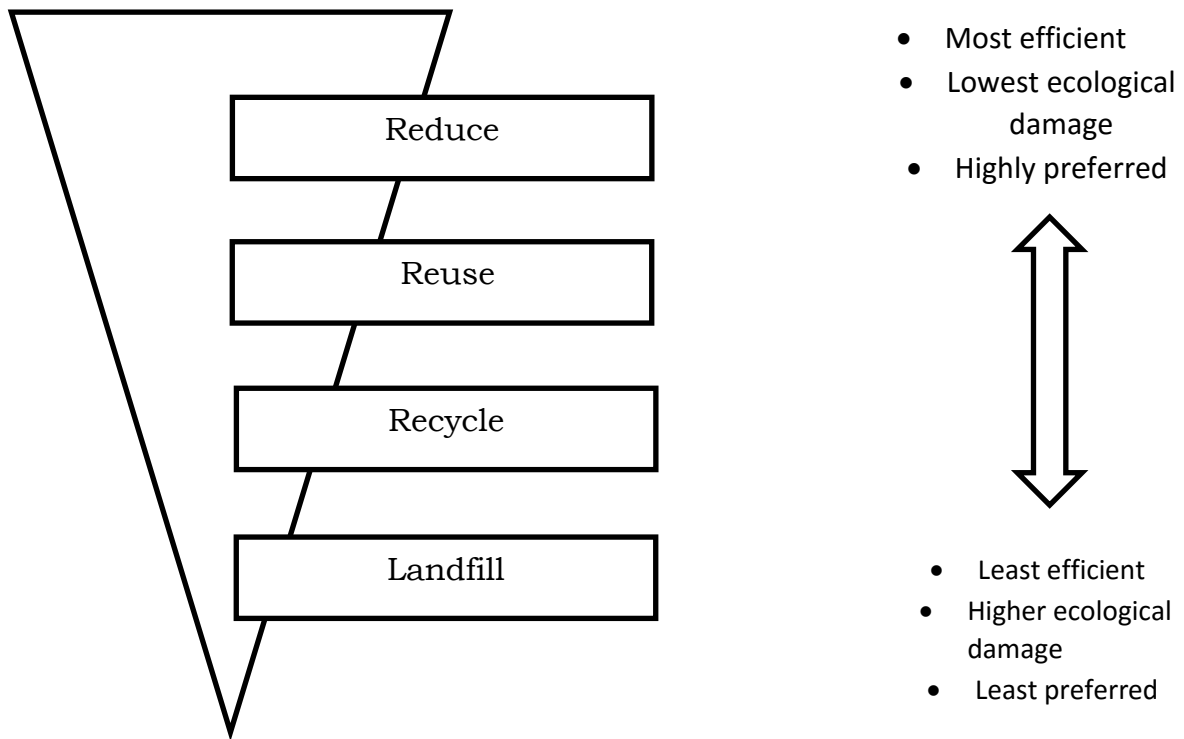 Reduce
Reuse
Recycle
Landfill
• Most efficient
• Lowest ecological
damage
• Highly preferred
• Least efficient
• Higher ecological
damage
• Least preferred